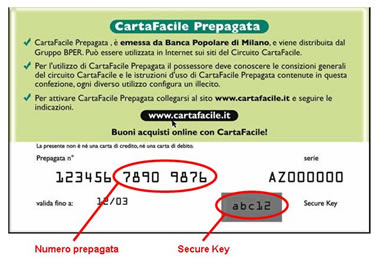 CartaFacile Prepagata
CartaFacile Prepagata , è emessa da Banca Popolare di Milano, e viene distribuita dal
Gruppo BPER. Può essere utilizzata in Internet sui siti del Circuito CartaFacile.
Per l'utilizzo di CartaFacile Prepagata il possessore deve conoscere le condizioni generali
del circuito CartaFacile e le istruzioni d'uso di CartaFacile Prepagata contenute in questa
confezione, ogni diverso utilizzo configura un illecito.
Per attivare CartaFacile Prepagata collegarsi al sito www.cartafacile.it e seguire le
indicazioni.
www.cartafacile.it
Buoni acquisti online con CartaFacile!
La presente non è né una carta di credito, né una carta di debito.
Prepagata n° serie
123456 7890 9876 AZ000000
valida fino a: 12/03 abc12 Secure Key
Numero prepagata Secure Key